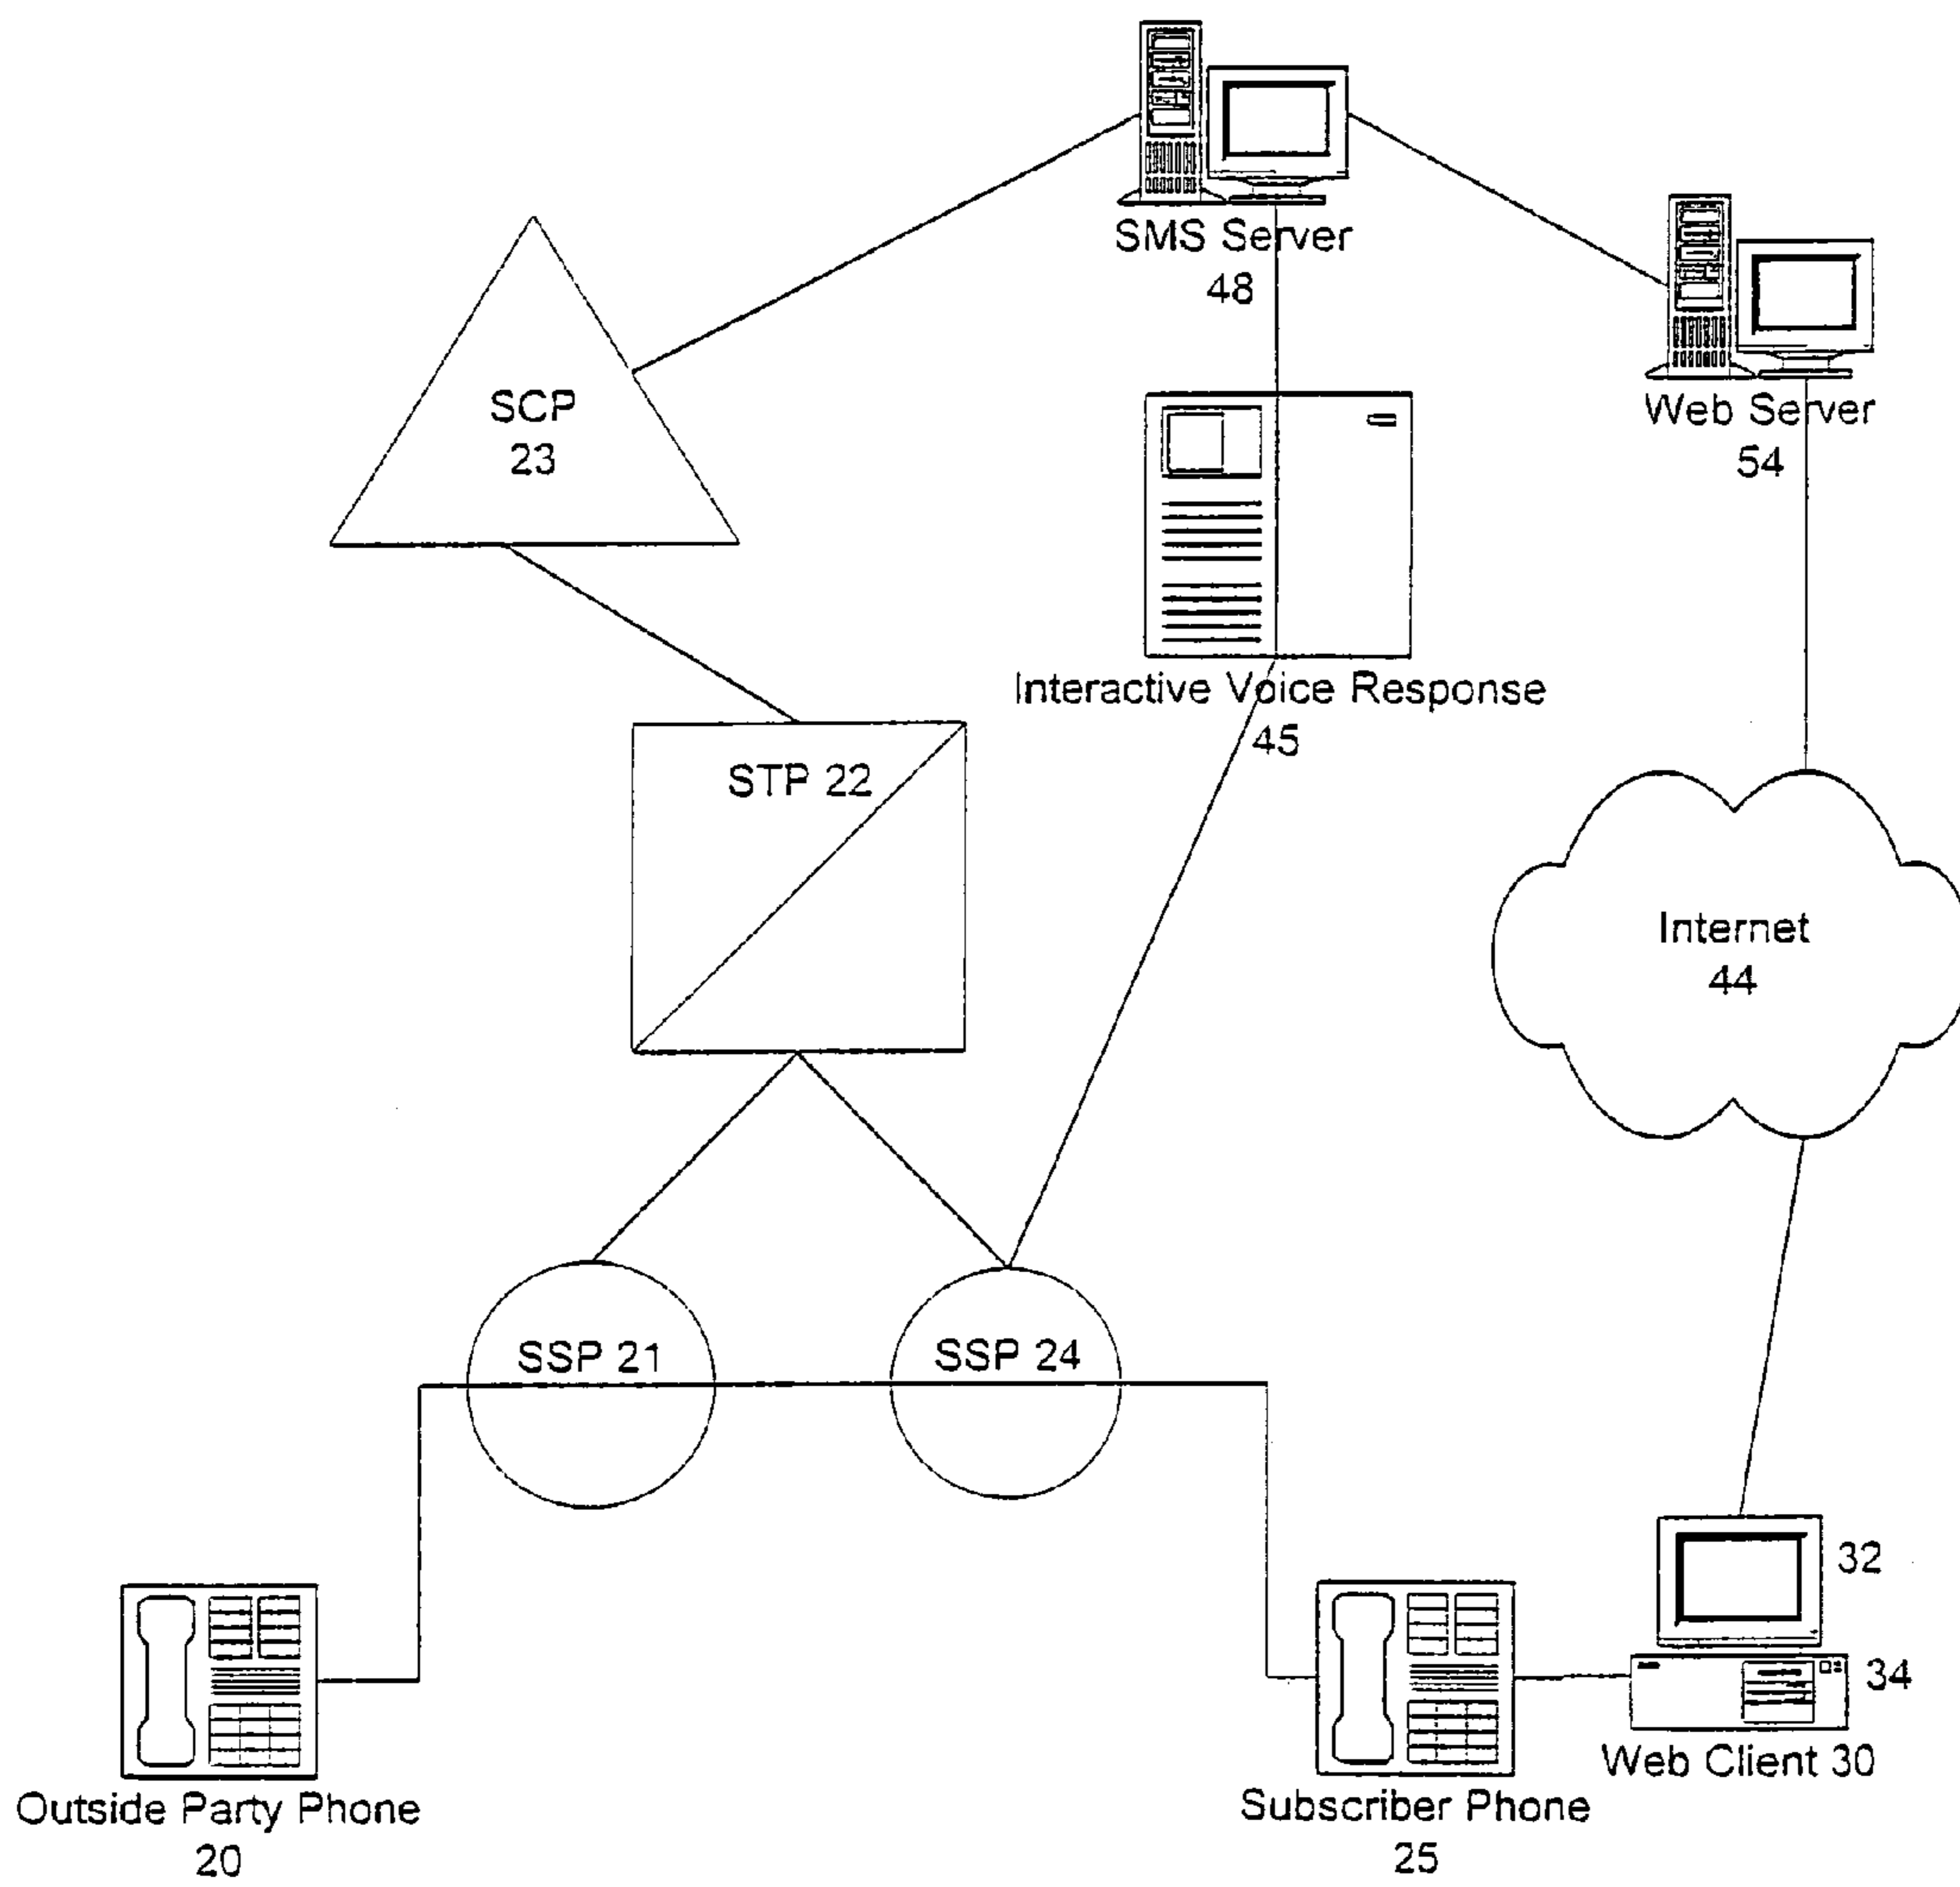 SMS Server
48
SCP
23
Web Server
54
Interactive Voice Response
45
STP 22
Internet
44
SSP 21
SSP 24
32
34
Web Client 30
Outside Party Phone
20
Subscriber Phone
25